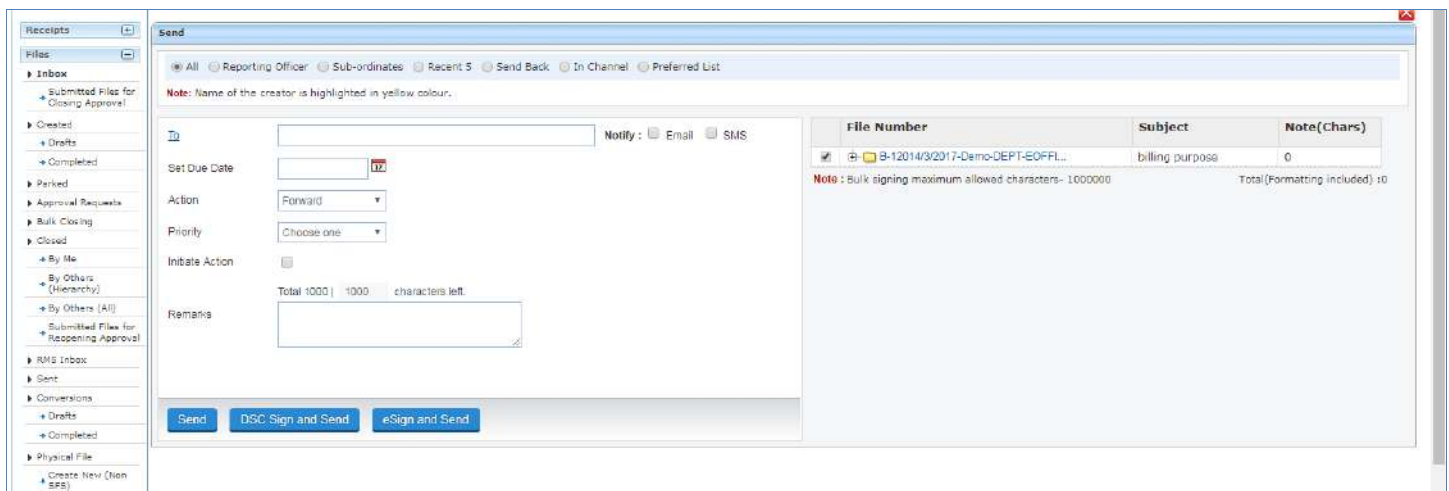 Receipts
Files
Inbox
Submitted Files for
Closing Approval
Created
Drafts
Completed
Parked
Approval Requests
Bulk Closing
Closed
By Me
By Others
(Hierarchy)
By Others (All)
Submitted Files for
Reopening Approval
RMS Inbox
Sent
Conversions
Drafts
Completed
Physical File
Create New (Non
SFS)
Send
All Reporting Officer Sub-ordinates Recent 5 Send Back In Channel Preferred List
Note: Name of the creator is highlighted in yellow colour.
To Notify : Email SMS
Set Due Date 12
Action Forward
Priority Choose one
Initiate Action
Total 1000 | 1000 characters left.
Remarks
Send DSC Sign and Send eSign and Send
File Number Subject Note(Chars)
B-12014/3/2017-Demo-DEPT-EOFFI... billing purpose 0
Note : Bulk signing maximum allowed characters- 1000000 Total(Formatting included) :0